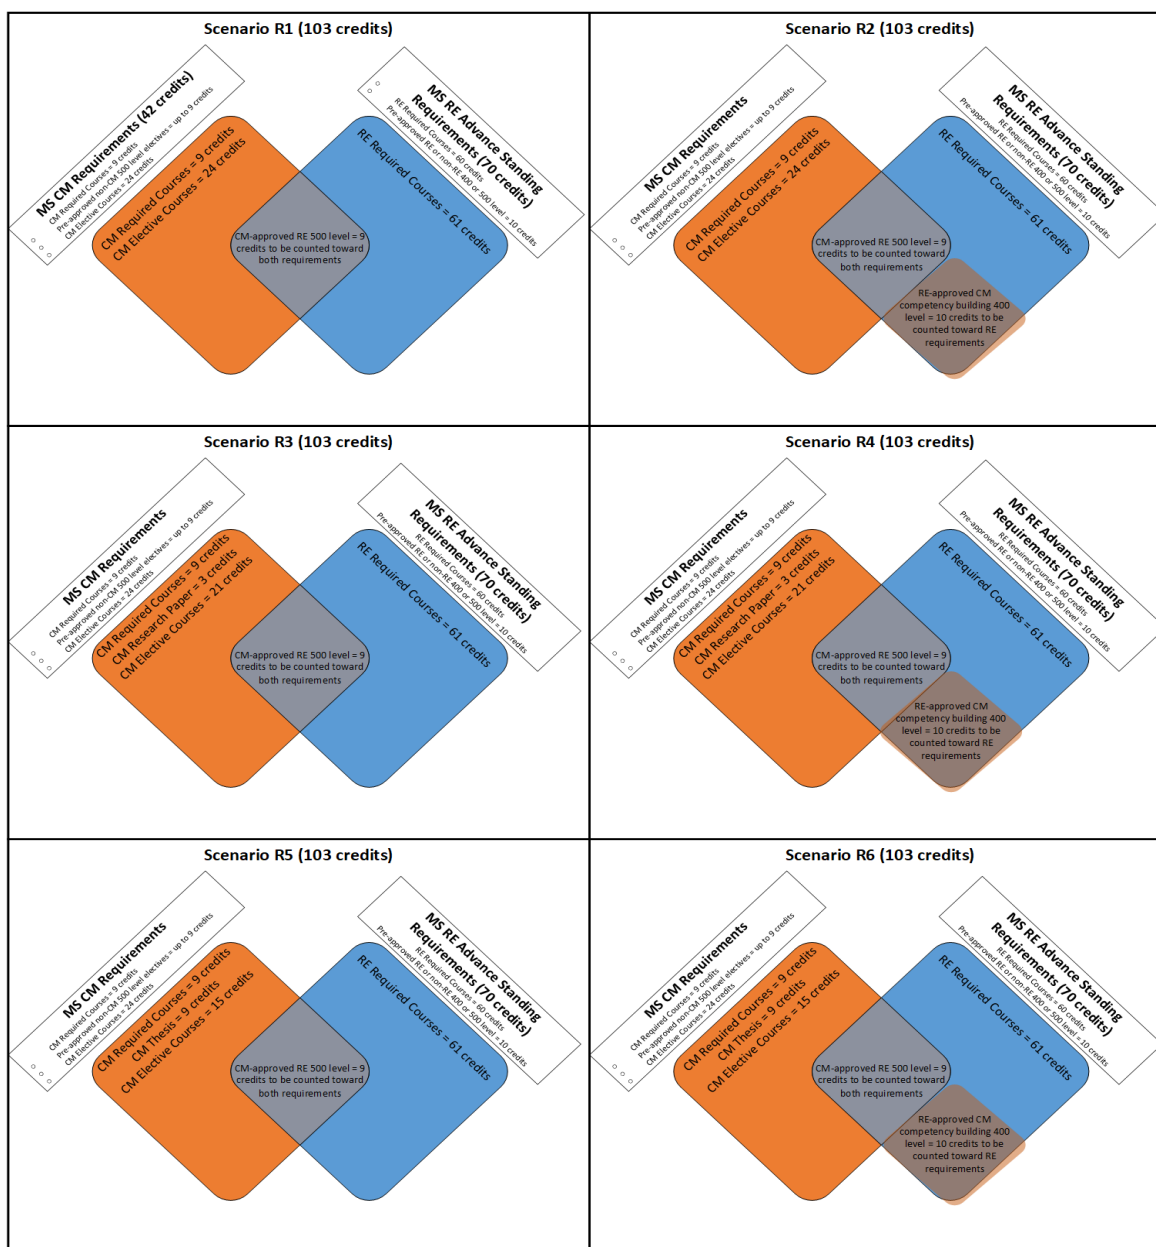 Scenario R1 (103 credits)
MS CM Requirements (42 credits)
CM Required Courses = 9 credits
Pre-approved non-CM 500 level electives = up to 9 credits
CM Elective Courses = 24 credits
MS RE Advance Standing
Requirements (70 credits)
RE Required Courses = 60 credits
Pre-approved RE or non-RE 400 or 500 level = 10 credits
CM Required Courses = 9 credits
CM Elective Courses = 24 credits
RE Required Courses = 61 credits
CM-approved RE 500 level = 9
credits to be counted toward
both requirements
Scenario R2 (103 credits)
MS CM Requirements
CM Required Courses = 9 credits
Pre-approved non-CM 500 level electives = up to 9 credits
CM Elective Courses = 24 credits
MS RE Advance Standing
Requirements (70 credits)
RE Required Courses = 60 credits
Pre-approved RE or non-RE 400 or 500 level = 10 credits
CM Required Courses = 9 credits
CM Elective Courses = 24 credits
RE Required Courses = 61 credits
CM-approved RE 500 level = 9
credits to be counted toward
both requirements
RE-approved CM
competency building 400
level = 10 credits to be
counted toward RE
requirements
Scenario R3 (103 credits)
MS CM Requirements
CM Required Courses = 9 credits
Pre-approved non-CM 500 level electives = up to 9 credits
CM Elective Courses = 24 credits
MS RE Advance Standing
Requirements (70 credits)
RE Required Courses = 60 credits
Pre-approved RE or non-RE 400 or 500 level = 10 credits
CM Required Courses = 9 credits
CM Research Paper = 3 credits
CM Elective Courses = 21 credits
RE Required Courses = 61 credits
CM-approved RE 500 level = 9
credits to be counted toward
both requirements
Scenario R4 (103 credits)
MS CM Requirements
CM Required Courses = 9 credits
Pre-approved non-CM 500 level electives = up to 9 credits
CM Elective Courses = 24 credits
MS RE Advance Standing
Requirements (70 credits)
RE Required Courses = 60 credits
Pre-approved RE or non-RE 400 or 500 level = 10 credits
CM Required Courses = 9 credits
CM Research Paper = 3 credits
CM Elective Courses = 21 credits
RE Required Courses = 61 credits
CM-approved RE 500 level = 9
credits to be counted toward
both requirements
RE-approved CM
competency building 400
level = 10 credits to be
counted toward RE
requirements
Scenario R5 (103 credits)
MS CM Requirements
CM Required Courses = 9 credits
Pre-approved non-CM 500 level electives = up to 9 credits
CM Elective Courses = 24 credits
MS RE Advance Standing
Requirements (70 credits)
RE Required Courses = 60 credits
Pre-approved RE or non-RE 400 or 500 level = 10 credits
CM Required Courses = 9 credits
CM Thesis = 9 credits
CM Elective Courses = 15 credits
RE Required Courses = 61 credits
CM-approved RE 500 level = 9
credits to be counted toward
both requirements
Scenario R6 (103 credits)
MS CM Requirements
CM Required Courses = 9 credits
Pre-approved non-CM 500 level electives = up to 9 credits
CM Elective Courses = 24 credits
MS RE Advance Standing
Requirements (70 credits)
RE Required Courses = 60 credits
Pre-approved RE or non-RE 400 or 500 level = 10 credits
CM Required Courses = 9 credits
CM Thesis = 9 credits
CM Elective Courses = 15 credits
RE Required Courses = 61 credits
CM-approved RE 500 level = 9
credits to be counted toward
both requirements
RE-approved CM
competency building 400
level = 10 credits to be
counted toward RE
requirements